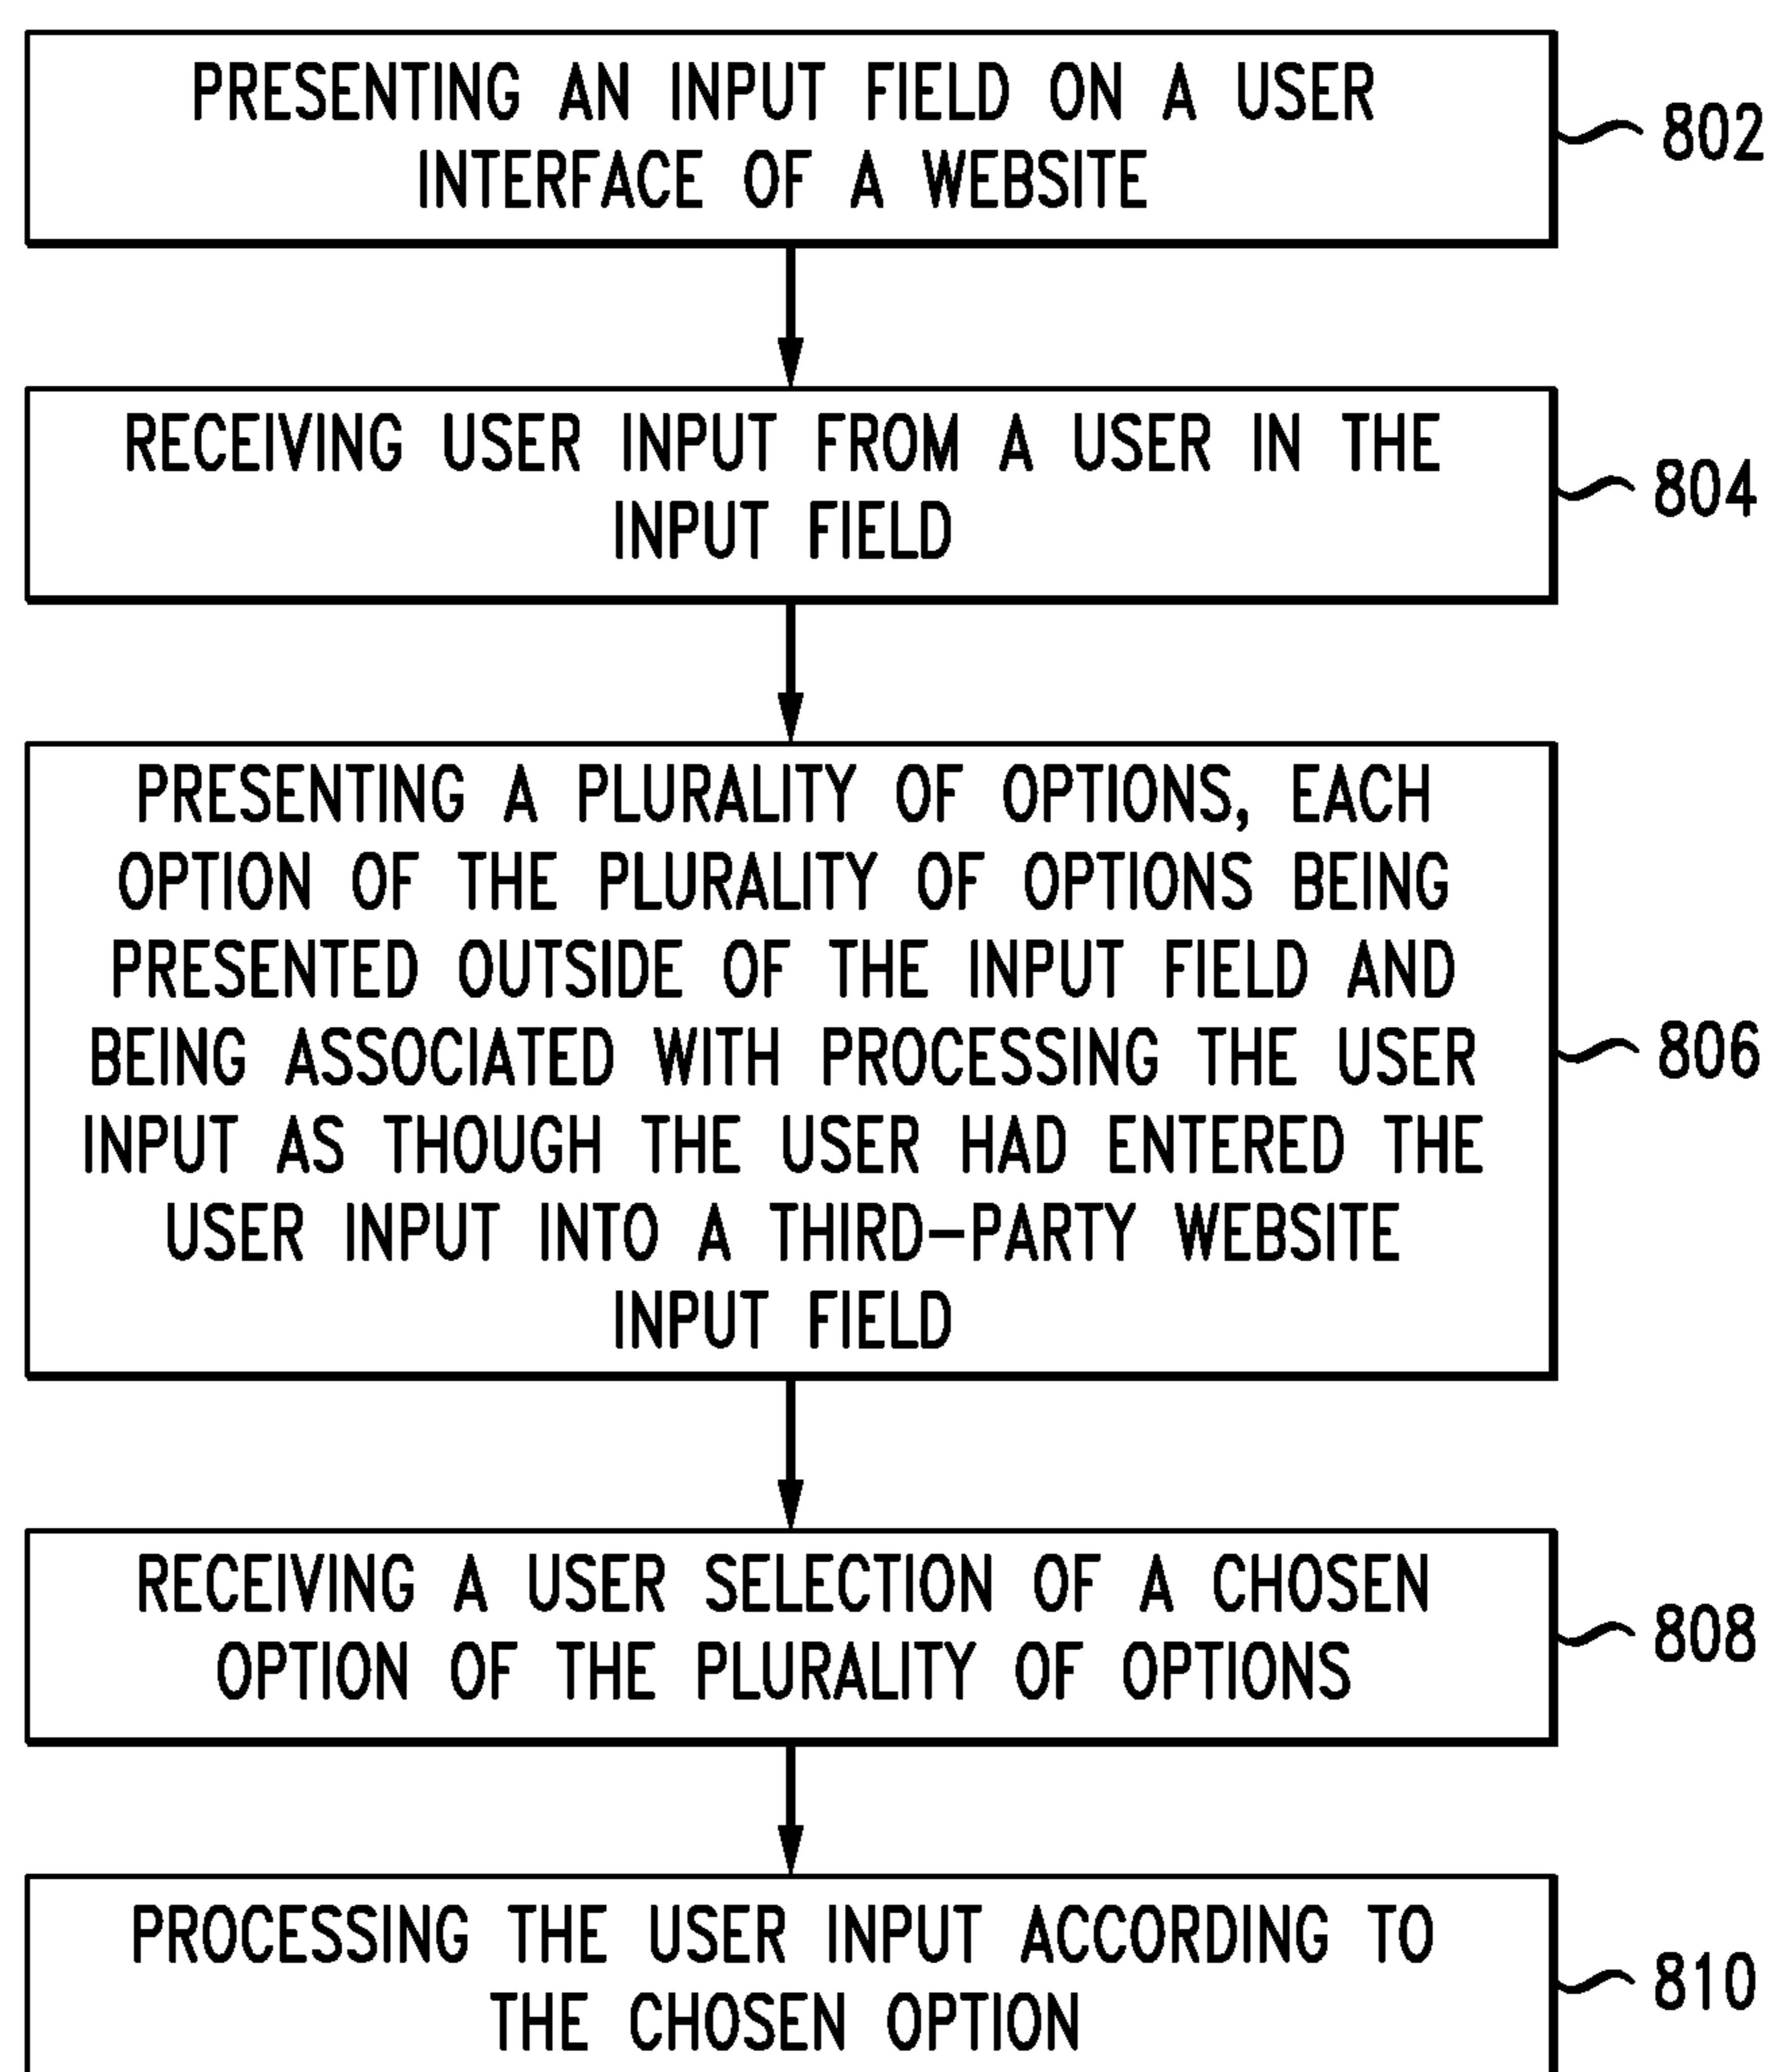 PRESENTING AN INPUT FIELD ON A USER
INTERFACE OF A WEBSITE
802
RECEIVING USER INPUT FROM A USER IN THE
INPUT FIELD
804
PRESENTING A PLURALITY OF OPTIONS, EACH
OPTION OF THE PLURALITY OF OPTIONS BEING
PRESENTED OUTSIDE OF THE INPUT FIELD AND
BEING ASSOCIATED WITH PROCESSING THE USER
INPUT AS THOUGH THE USER HAD ENTERED THE
USER INPUT INTO A THIRD-PARTY WEBSITE
INPUT FIELD
806
RECEIVING A USER SELECTION OF A CHOSEN
OPTION OF THE PLURALITY OF OPTIONS
808
PROCESSING THE USER INPUT ACCORDING TO
THE CHOSEN OPTION
810